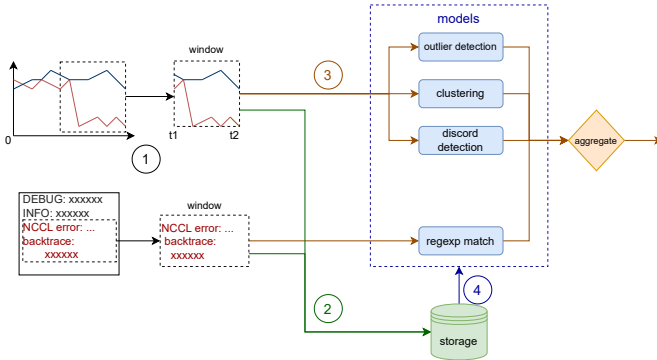 models
window
outlier detection
3
clustering
0
t1
t2
discord
detection
aggregate
1
DEBUG: xxxxxx
INFO: xxxxxx
NCCL error: ...
backtrace:
xxxxxx
window
NCCL error: ...
backtrace:
xxxxxx
regexp match
2
4
storage